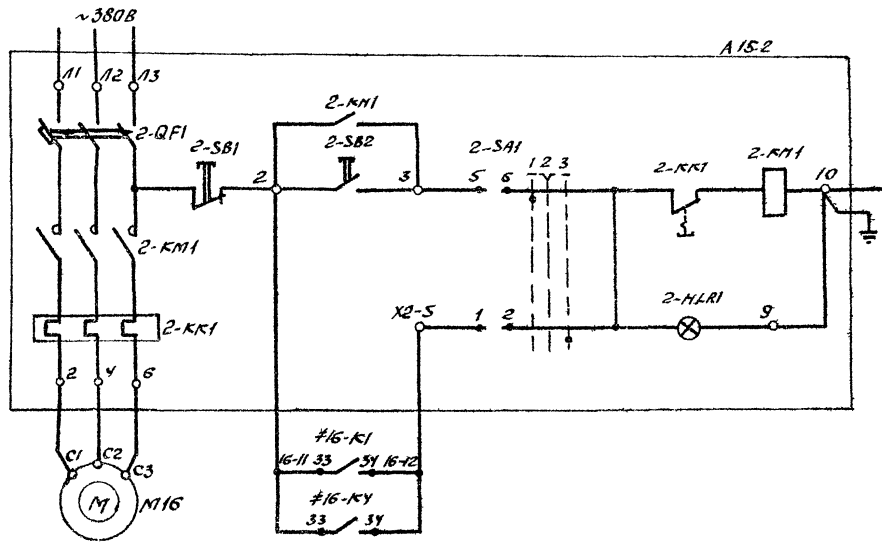 ~380В
А 15.2
Л1 Л2 Л3
2-QF1
2-SB1
2-КМ1
2-SB2
2
3
2-SA1
5 6
1 2 3
2-КК1
2-КМ1
10
2-КМ1
2-КК1
Х2-5
1 2
2-HLR1
9
2 4 6
С1 С2 С3
М
М16
#16-К1
16-11 33 34 16-12
#16-К4
33 34